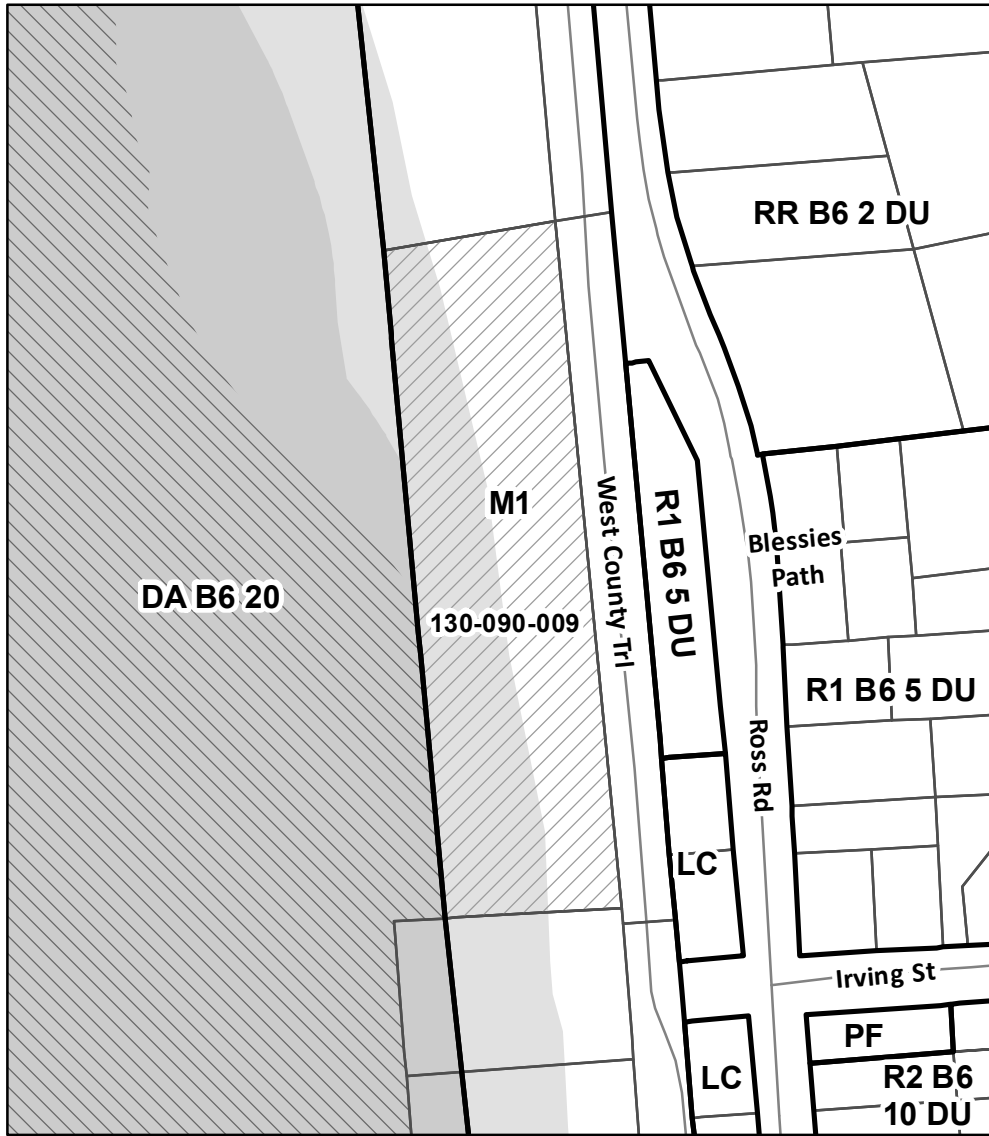 RR B6 2 DU
M1
West County Trl
R1 B6 5 DU
Blessies
Path
DA B6 20
130-090-009
R1 B6 5 DU
Ross Rd
LC
Irving St
PF
LC
R2 B6
10 DU